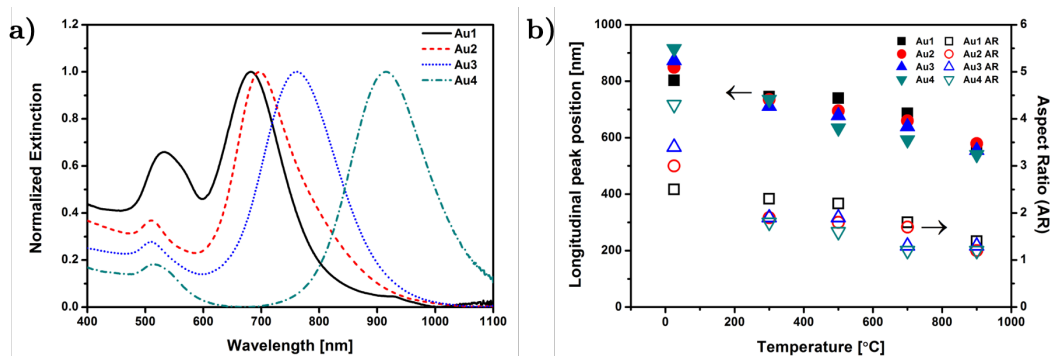 a)
Normalized Extinction
1.4
1.2
1.0
0.8
0.6
0.4
0.2
0.0
Au1
Au2
Au3
Au4
400 500 600 700 800 900 1000 1100
Wavelength [nm]
b)
Longitudinal peak position [nm]
1000
800
600
400
200
0
Au1 Au1 AR
Au2 Au2 AR
Au3 Au3 AR
Au4 Au4 AR
6
5
4
3
2
1
0
Aspect Ratio (AR)
0 200 400 600 800 1000
Temperature [°C]